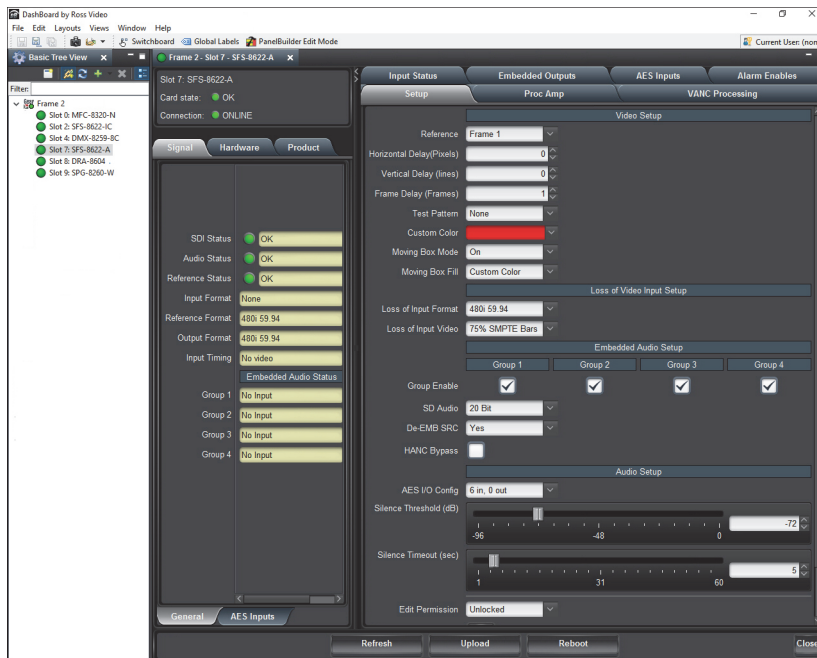 DashBoard by Ross Video
File Edit Layouts Views Window Help
Switchboard Global Labels PanelBuilder Edit Mode
Current User: (non
Basic Tree View
Filter:
Frame 2
Slot 0: MFC-8320-N
Slot 2: SFS-8622-IC
Slot 4: DMX-8259-8C
Slot 7: SFS-8622-A
Slot 8: DRA-8604 .
Slot 9: SPG-8260-W
Frame 2 - Slot 7 - SFS-8622-A
Slot 7: SFS-8622-A
Card state: OK
Connection: ONLINE
Signal Hardware Product
SDI Status OK
Audio Status OK
Reference Status OK
Input Format None
Reference Format 480i 59.94
Output Format 480i 59.94
Input Timing No video
Embedded Audio Status
Group 1 No Input
Group 2 No Input
Group 3 No Input
Group 4 No Input
General AES Inputs
Input Status Embedded Outputs AES Inputs Alarm Enables
Setup Proc Amp VANC Processing
Video Setup
Reference Frame 1
Horizontal Delay(Pixels) 0
Vertical Delay (lines) 0
Frame Delay (Frames) 1
Test Pattern None
Custom Color
Moving Box Mode On
Moving Box Fill Custom Color
Loss of Video Input Setup
Loss of Input Format 480i 59.94
Loss of Input Video 75% SMPTE Bars
Embedded Audio Setup
Group 1 Group 2 Group 3 Group 4
Group Enable
SD Audio 20 Bit
De-EMB SRC Yes
HANC Bypass
Audio Setup
AES I/O Config 6 in, 0 out
Silence Threshold (dB) -72
-96 -48 0
Silence Timeout (sec) 5
1 31 60
Edit Permission Unlocked
Refresh Upload Reboot Close